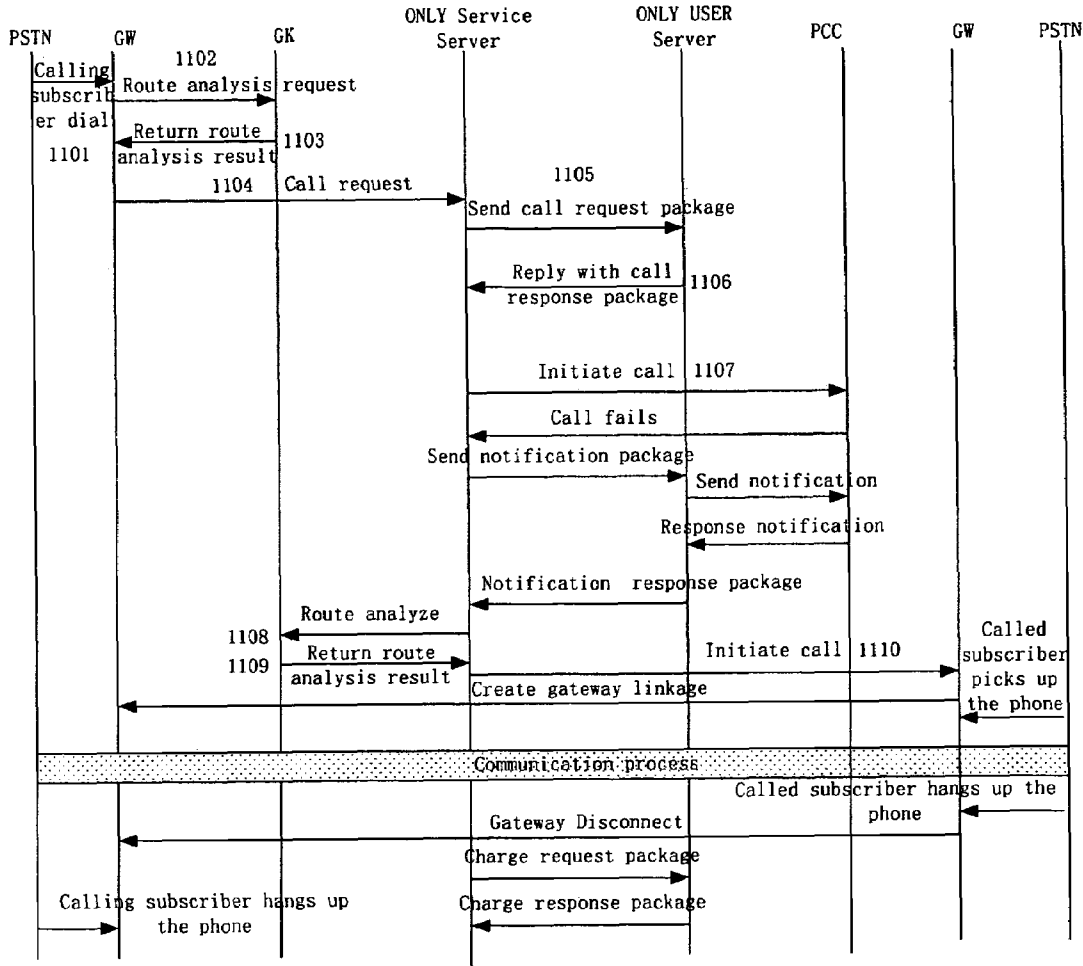 ONLY Service
Server
ONLY USER
Server
PSTN
GW
GK
PCC
GW
PSTN
Calling
subscrib
er dial
1101
1102
Route analysis request
Return route
analysis result
1103
1104
Call request
1105
Send call request package
Reply with call
response package
1106
Initiate call
1107
Call fails
Send notification package
Send notification
Response notification
Notification response package
Route analyze
1108
1109
Return route
analysis result
Initiate call
1110
Called
subscriber
picks up
the phone
Create gateway linkage
Communication process
Called subscriber hangs up the
phone
Gateway Disconnect
Charge request package
Calling subscriber hangs up
the phone
Charge response package